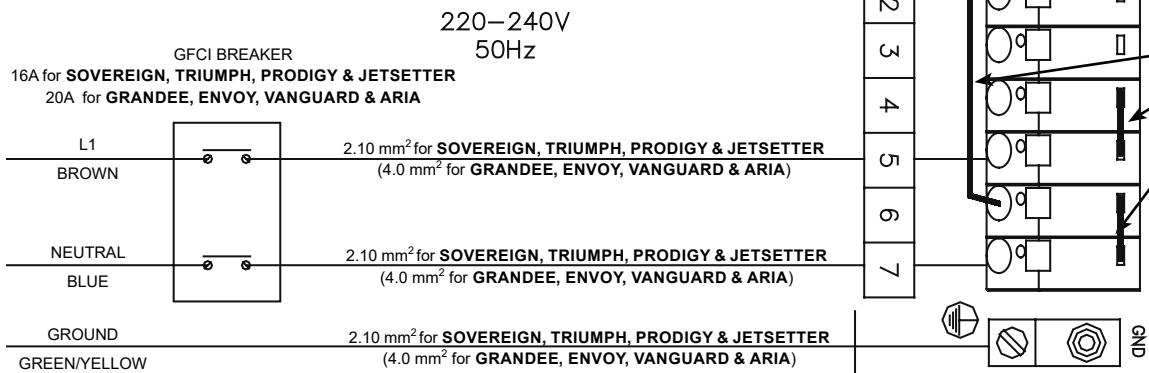 220–240V
50Hz
GFCI BREAKER
16A for SOVEREIGN, TRIUMPH, PRODIGY & JETSETTER
20A for GRANDEE, ENVOY, VANGUARD & ARIA
L1
BROWN
2.10 mm² for SOVEREIGN, TRIUMPH, PRODIGY & JETSETTER
(4.0 mm² for GRANDEE, ENVOY, VANGUARD & ARIA)
NEUTRAL
BLUE
2.10 mm² for SOVEREIGN, TRIUMPH, PRODIGY & JETSETTER
(4.0 mm² for GRANDEE, ENVOY, VANGUARD & ARIA)
GROUND
GREEN/YELLOW
2.10 mm² for SOVEREIGN, TRIUMPH, PRODIGY & JETSETTER
(4.0 mm² for GRANDEE, ENVOY, VANGUARD & ARIA)
2
3
4
5
6
7
GND